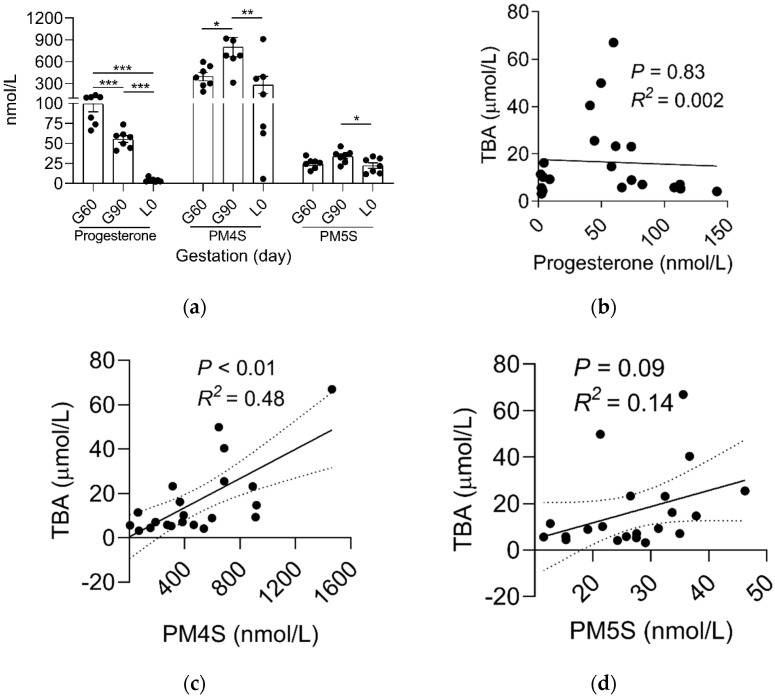 1200
900
600
300
100
75
50
25
0
nmol/L
***
***
***
*
**
*
G60
G90
L0
G60
G90
L0
G60
G90
L0
Progesterone
PM4S
PM5S
Gestation (day)
(a)
80
60
40
20
0
TBA (μmol/L)
P = 0.83
R² = 0.002
0
50
100
150
Progesterone (nmol/L)
(b)
80
60
40
20
0
-20
TBA (μmol/L)
P < 0.01
R² = 0.48
400
800
1200
1600
PM4S (nmol/L)
(c)
80
60
40
20
0
-20
TBA (μmol/L)
P = 0.09
R² = 0.14
20
30
40
50
PM5S (nmol/L)
(d)